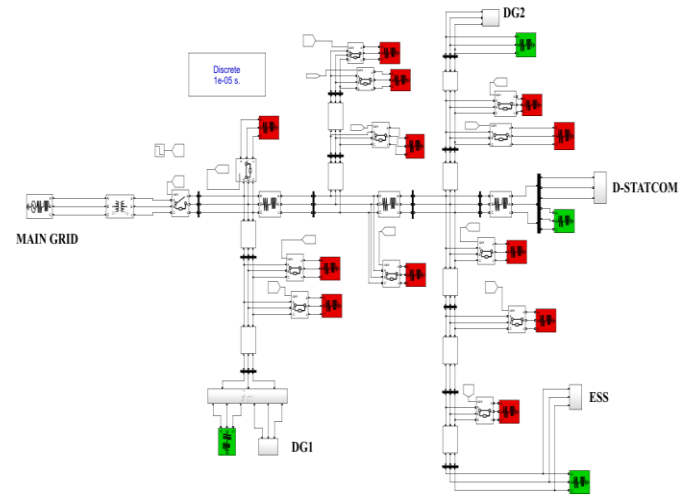 DG2
Discrete
1e-05 s.
D-STATCOM
MAIN GRID
ESS
DG1